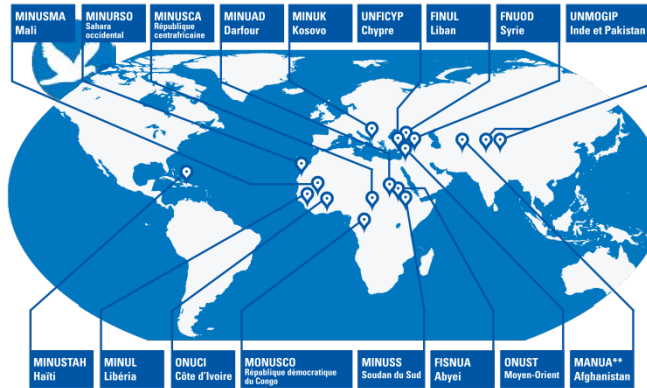 MINUSMA
Mali
MINURSO
Sahara
occidental
MINUSCA
République
centrafricaine
MINUAD
Darfour
MINUK
Kosovo
UNFICYP
Chypre
FINUL
Liban
FNUOD
Syrie
UNMOGIP
Inde et Pakistan
MINUSTAH
Haïti
MINUL
Libéria
ONUCI
Côte d'Ivoire
MONUSCO
République démocratique
du Congo
MINUSS
Soudan du Sud
FISNUA
Abyei
ONUST
Moyen-Orient
MANUA**
Afghanistan